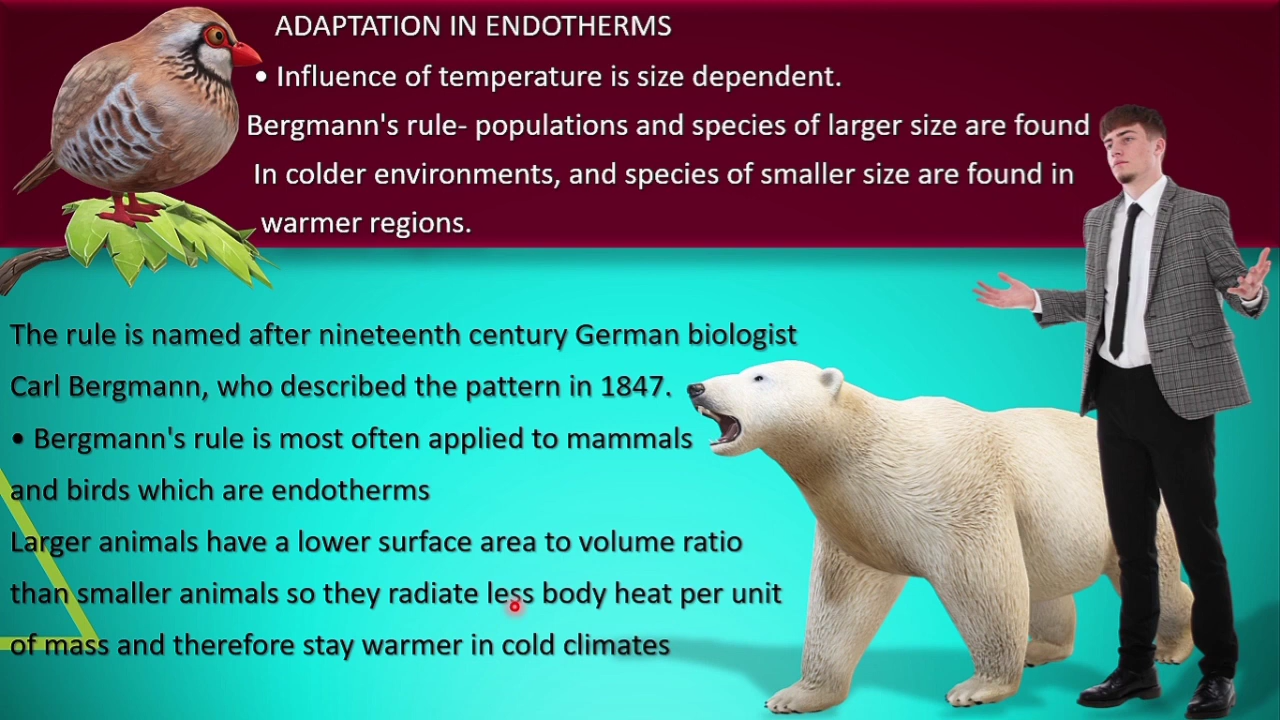 ADAPTATION IN ENDOTHERMS
• Influence of temperature is size dependent.
Bergmann's rule- populations and species of larger size are found
In colder environments, and species of smaller size are found in
warmer regions.
The rule is named after nineteenth century German biologist
Carl Bergmann, who described the pattern in 1847.
• Bergmann's rule is most often applied to mammals
and birds which are endotherms
Larger animals have a lower surface area to volume ratio
than smaller animals so they radiate less body heat per unit
of mass and therefore stay warmer in cold climates